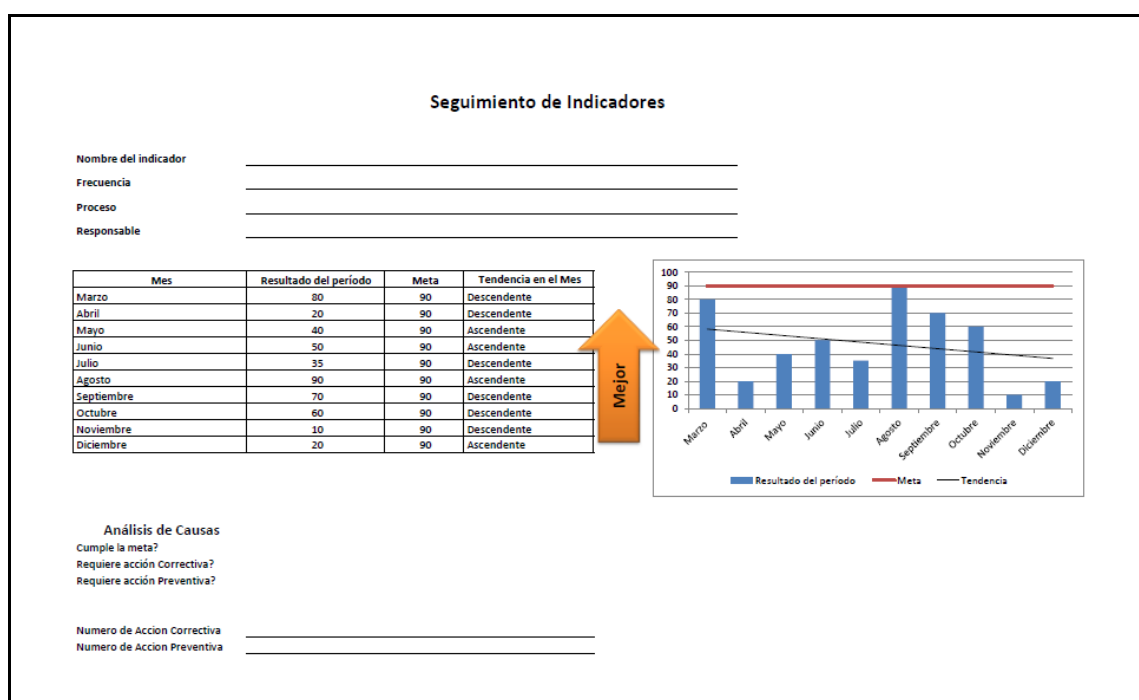 Seguimiento de Indicadores
Nombre del indicador
Frecuencia
Proceso
Responsable
Mes Resultado del período Meta Tendencia en el Mes
Marzo 80 90 Descendente
Abril 20 90 Descendente
Mayo 40 90 Ascendente
Junio 50 90 Ascendente
Julio 35 90 Descendente
Agosto 90 90 Ascendente
Septiembre 70 90 Descendente
Octubre 60 90 Descendente
Noviembre 10 90 Descendente
Diciembre 20 90 Ascendente
Mejor
100
90
80
70
60
50
40
30
20
10
0
Marzo Abril Mayo Junio Julio Agosto Septiembre Octubre Noviembre Diciembre
Resultado del período Meta Tendencia
Análisis de Causas
Cumple la meta?
Requiere acción Correctiva?
Requiere acción Preventiva?
Numero de Accion Correctiva
Numero de Accion Preventiva